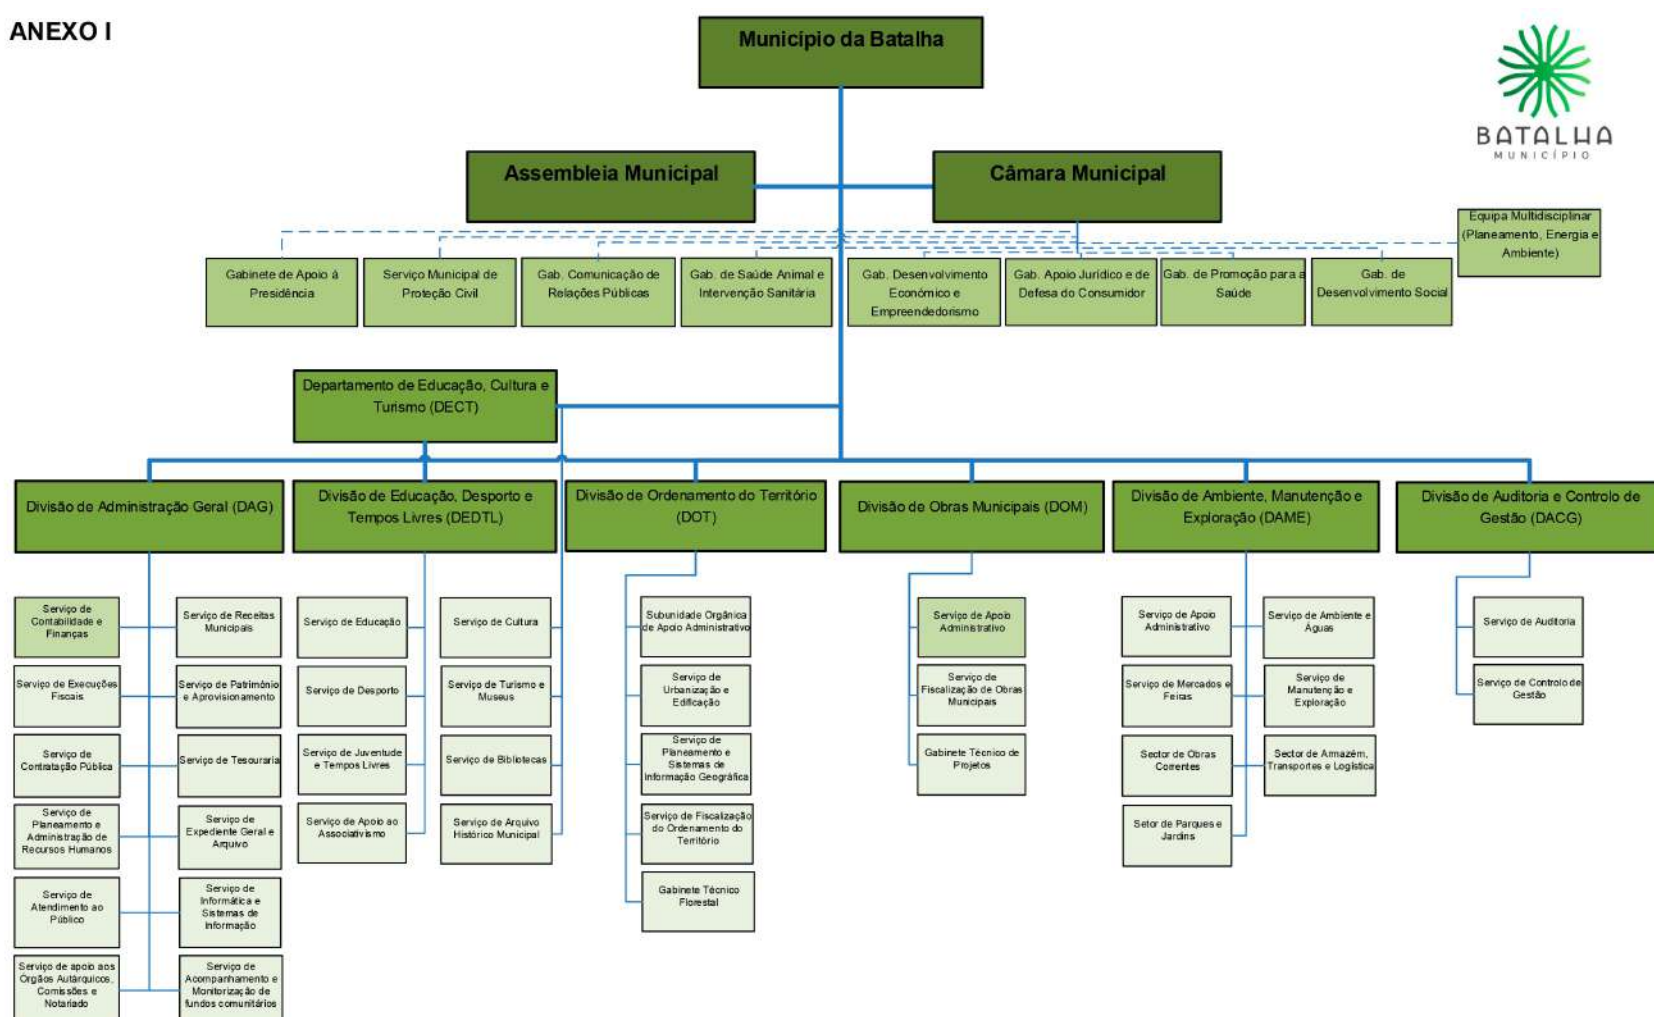 ANEXO I
Município da Batalha
BATALHA
MUNICÍPIO
Assembleia Municipal
Câmara Municipal
Equipa Multidisciplinar
(Planeamento, Energia e
Ambiente)
Gabinete de Apoio á
Presidência
Serviço Municipal de
Proteção Civil
Gab. Comunicação de
Relações Públicas
Gab. de Saúde Animal e
Intervenção Sanitária
Gab. Desenvolvimento
Económico e
Empreendedorismo
Gab. Apoio Jurídico e de
Defesa do Consumidor
Gab. de Promoção para a
Saúde
Gab. de
Desenvolvimento Social
Departamento de Educação, Cultura e
Turismo (DECT)
Divisão de Administração Geral (DAG)
Divisão de Educação, Desporto e
Tempos Livres (DEDTL)
Divisão de Ordenamento do Território
(DOT)
Divisão de Obras Municipais (DOM)
Divisão de Ambiente, Manutenção e
Exploração (DAME)
Divisão de Auditoria e Controlo de
Gestão (DACG)
Serviço de
Contabilidade e
Finanças
Serviço de Receitas
Municipais
Serviço de Execuções
Fiscais
Serviço de Património
e Aprovisionamento
Serviço de
Contratação Pública
Serviço de Tesouraria
Serviço de
Planeamento e
Administração de
Recursos Humanos
Serviço de
Expediente Geral e
Arquivo
Serviço de
Atendimento ao
Público
Serviço de
Informática e
Sistemas de
Informação
Serviço de apoio aos
Órgãos Autárquicos,
Comissões e
Notariado
Serviço de
Acompanhamento e
Monitorização de
fundos comunitários
Serviço de Educação
Serviço de Cultura
Serviço de Desporto
Serviço de Turismo e
Museus
Serviço de Juventude
e Tempos Livres
Serviço de Bibliotecas
Serviço de Apoio ao
Associativismo
Serviço de Arquivo
Histórico Municipal
Subunidade Orgânica
de Apoio Administrativo
Serviço de
Urbanização e
Edificação
Serviço de
Planeamento e
Sistemas de
Informação Geográfica
Serviço de Fiscalização
do Ordenamento do
Território
Gabinete Técnico
Florestal
Serviço de Apoio
Administrativo
Serviço de
Fiscalização de Obras
Municipais
Gabinete Técnico de
Projetos
Serviço de Apoio
Administrativo
Serviço de Ambiente e
Águas
Serviço de Mercados e
Feiras
Serviço de
Manutenção e
Exploração
Sector de Obras
Correntes
Sector de Armazém,
Transportes e Logística
Setor de Parques e
Jardins
Serviço de Auditoria
Serviço de Controlo de
Gestão